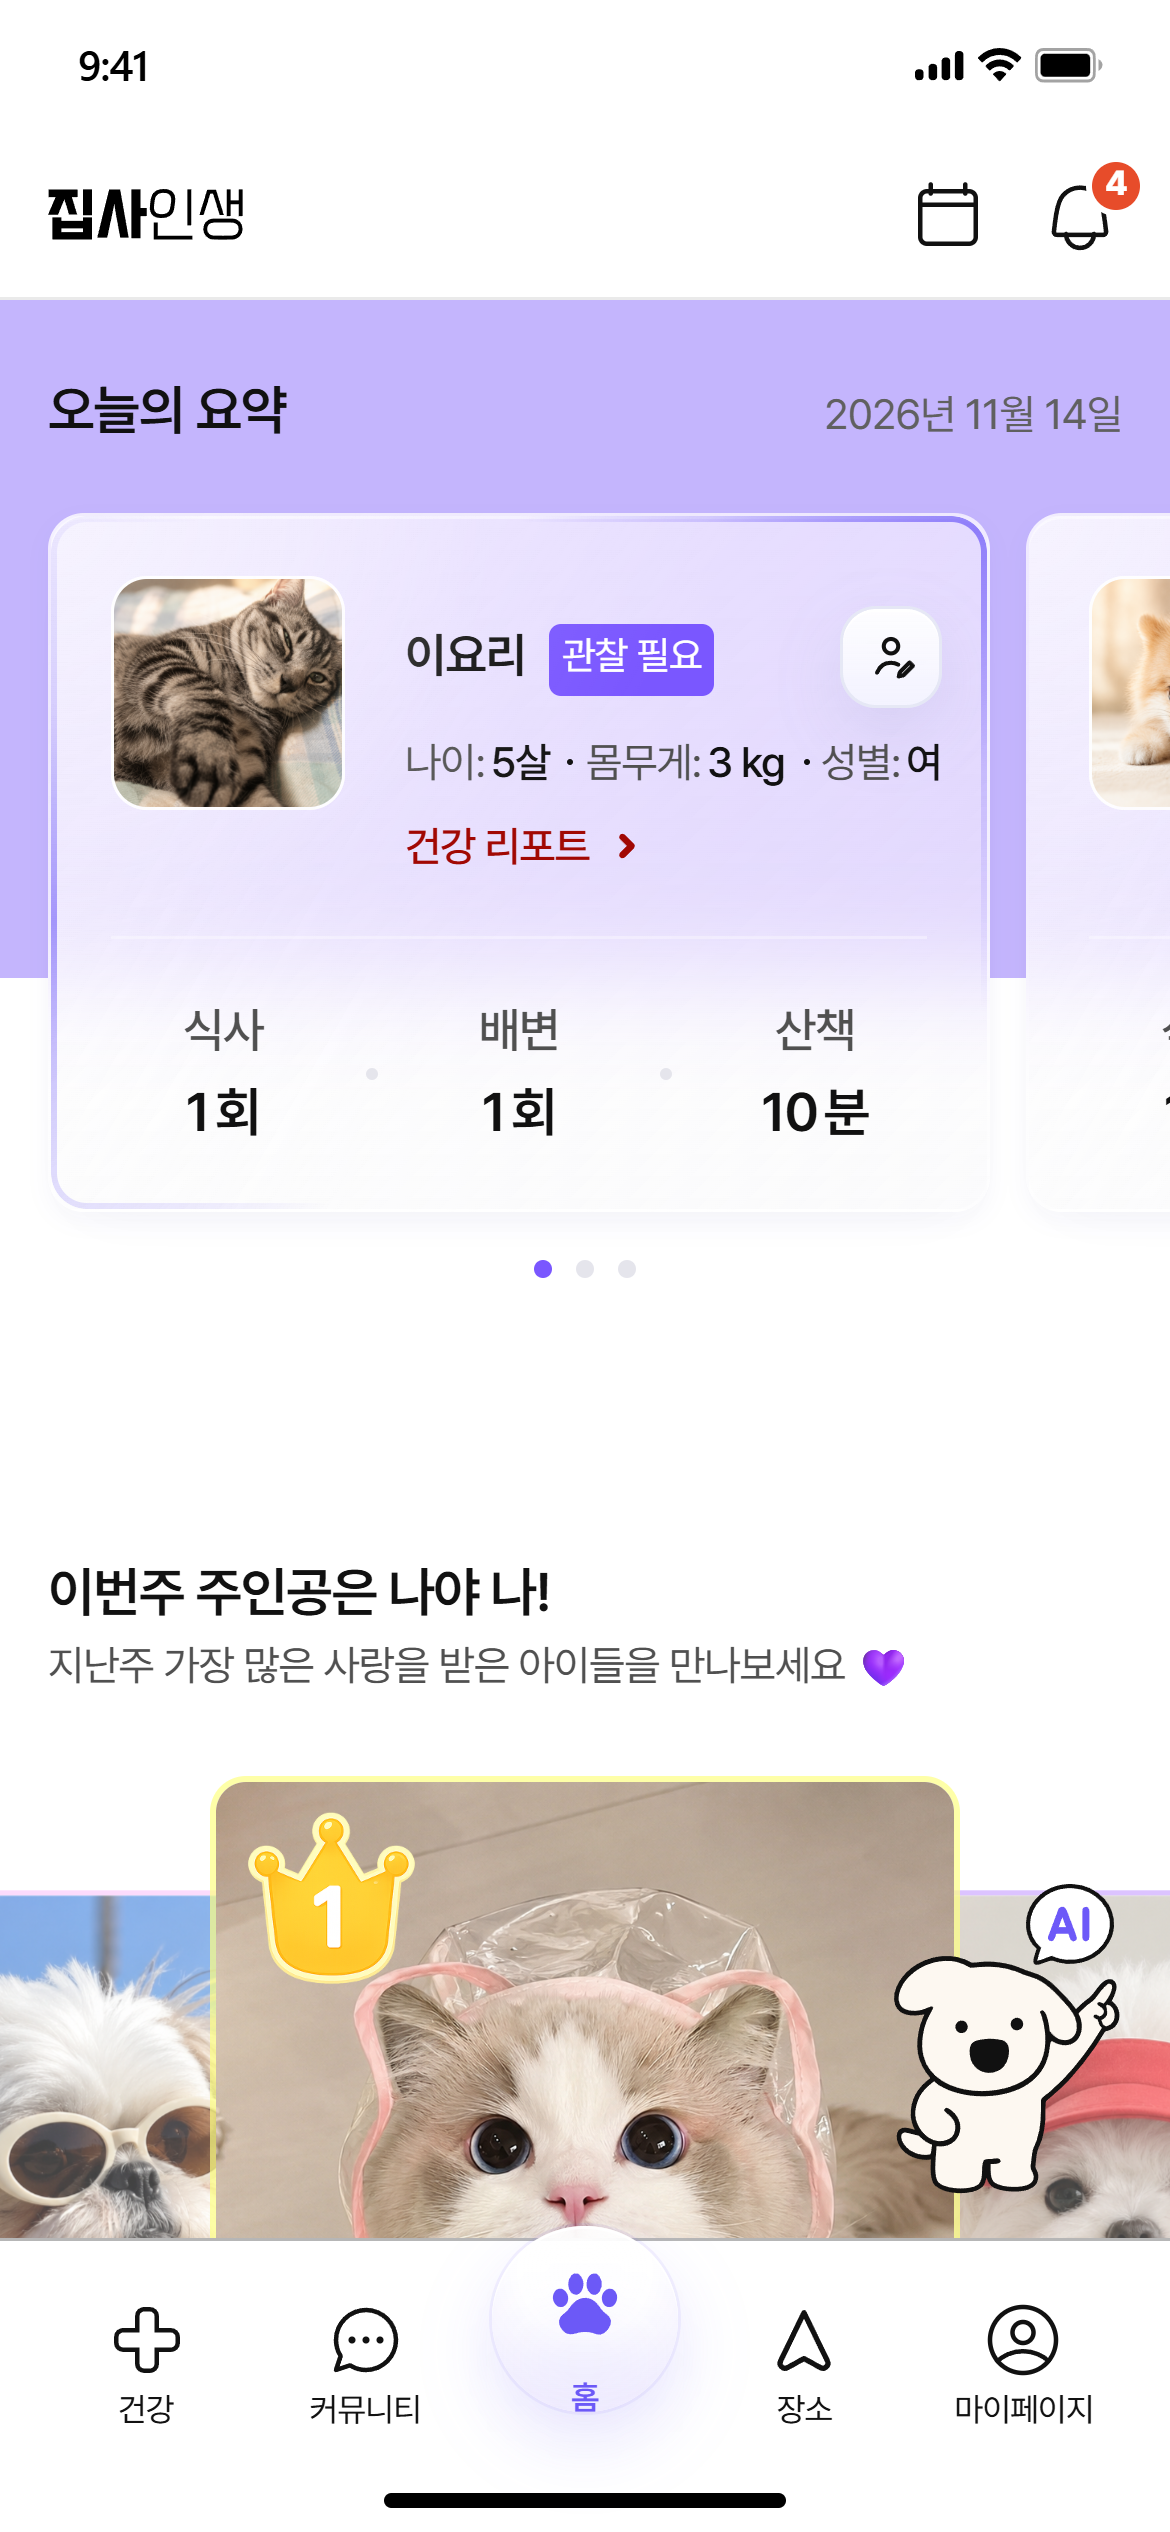 9:41
집사인생
4
오늘의 요약
2026년 11월 14일
이요리
관찰 필요
나이: 5살 · 몸무게: 3 kg · 성별: 여
건강 리포트
식사
배변
산책
1회
1회
10분
이번주 주인공은 나야 나!
지난주 가장 많은 사랑을 받은 아이들을 만나보세요 💜
1
AI
건강
커뮤니티
홈
장소
마이페이지